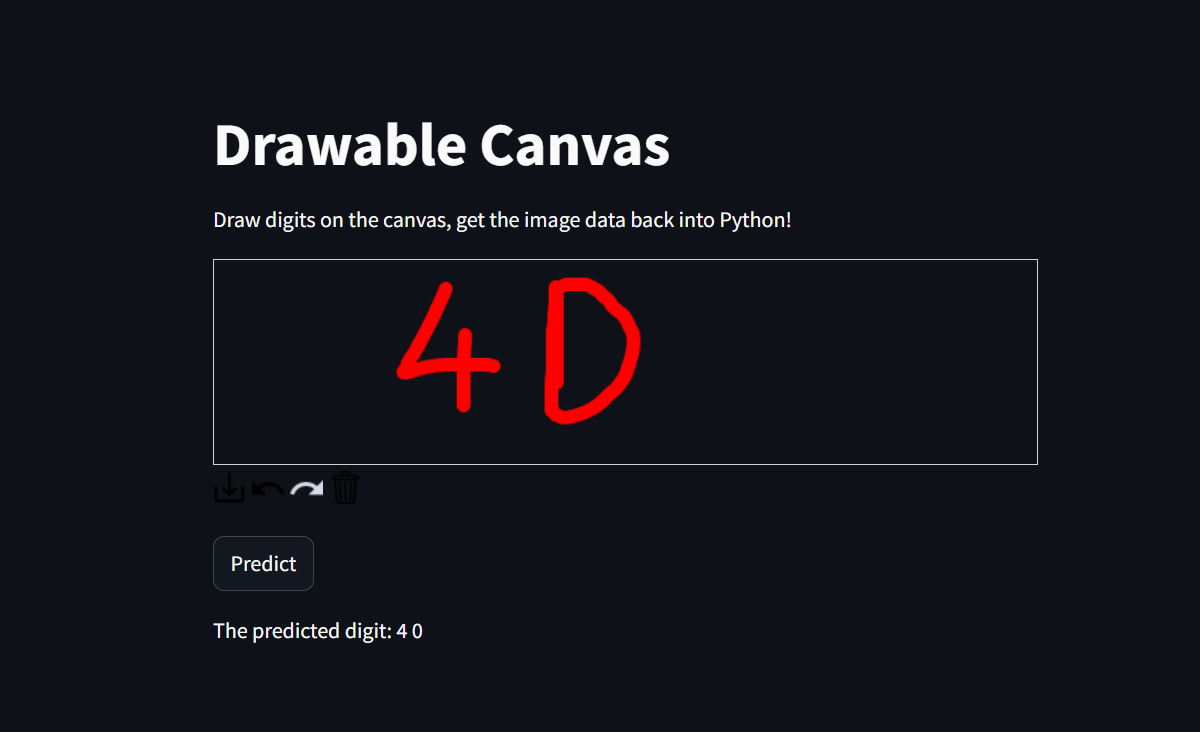 Drawable Canvas
Draw digits on the canvas, get the image data back into Python!
4 D
Predict
The predicted digit: 4 0